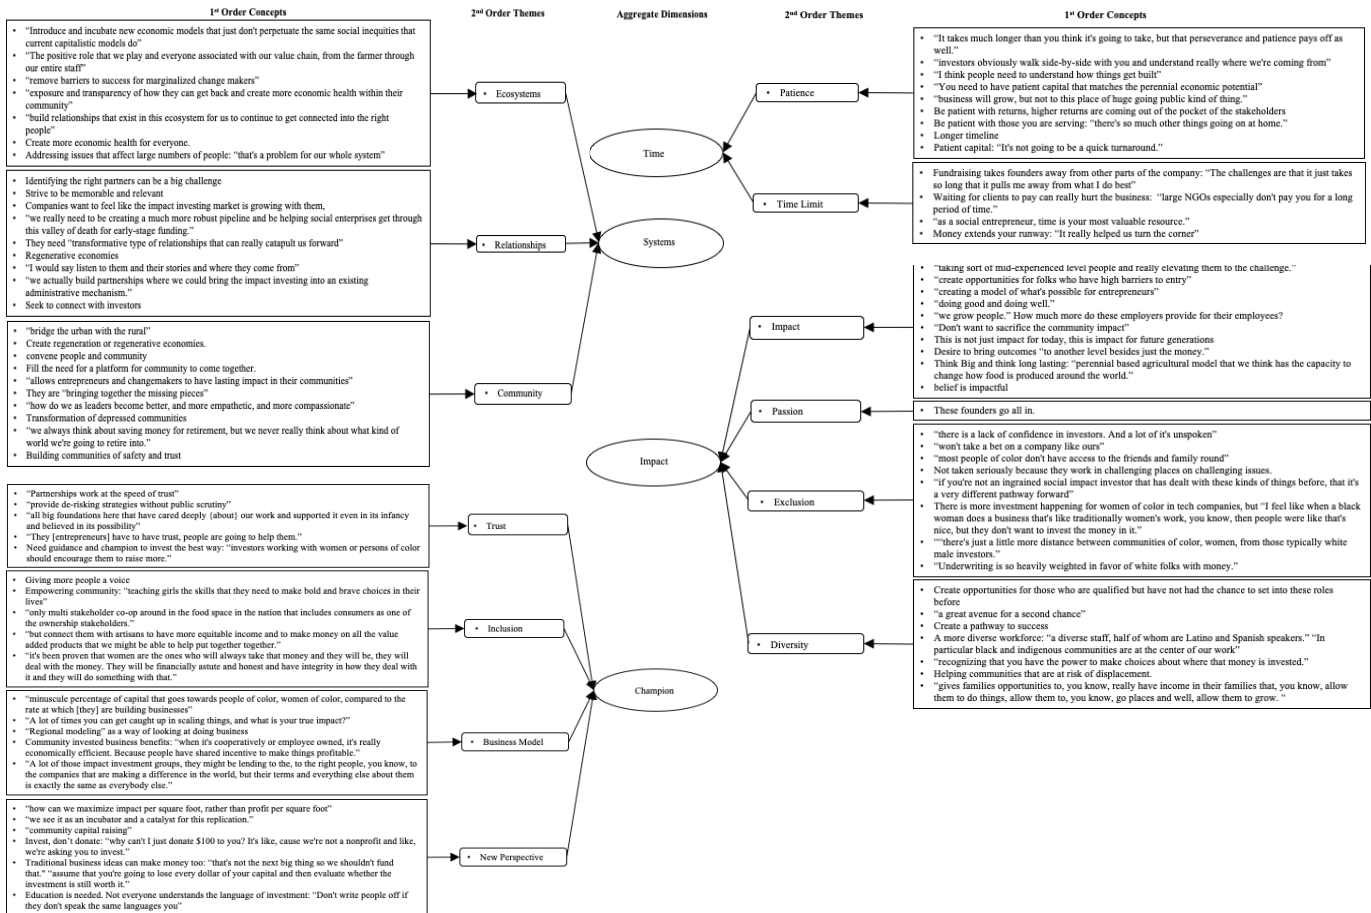 1st Order Concepts
2nd Order Themes
Aggregate Dimensions
2nd Order Themes
1st Order Concepts
• “Introduce and incubate new economic models that just don't perpetuate the same social inequities that
current capitalistic models do”
• “The positive role that we play and everyone associated with our value chain, from the farmer through
our entire staff”
• “remove barriers to success for marginalized change makers”
• “exposure and transparency of how they can get back and create more economic health within their
community”
• “build relationships that exist in this ecosystem for us to continue to get connected into the right
people”
• Create more economic health for everyone.
• Addressing issues that affect large numbers of people: “that's a problem for our whole system”
• Ecosystems
• Identifying the right partners can be a big challenge
• Strive to be memorable and relevant
• Companies want to feel like the impact investing market is growing with them,
• “we really need to be creating a much more robust pipeline and be helping social enterprises get through
this valley of death for early-stage funding.”
• They need “transformative type of relationships that can really catapult us forward”
• Regenerative economies
• “I would say listen to them and their stories and where they come from”
• “we actually build partnerships where we could bring the impact investing into an existing
administrative mechanism.”
• Seek to connect with investors
• Relationships
• “bridge the urban with the rural”
• Create regeneration or regenerative economies.
• convene people and community
• Fill the need for a platform for community to come together.
• “allows entrepreneurs and changemakers to have lasting impact in their communities”
• They are “bringing together the missing pieces”
• “how do we as leaders become better, and more empathetic, and more compassionate”
• Transformation of depressed communities
• “we always think about saving money for retirement, but we never really think about what kind of
world we're going to retire into.”
• Building communities of safety and trust
• Community
• “Partnerships work at the speed of trust”
• “provide de-risking strategies without public scrutiny”
• “all big foundations here that have cared deeply {about} our work and supported it even in its infancy
and believed in its possibility”
• “They [entrepreneurs] have to have trust, people are going to help them.”
• Need guidance and champion to invest the best way: “investors working with women or persons of color
should encourage them to raise more.”
• Trust
• Giving more people a voice
• Empowering community: “teaching girls the skills that they need to make bold and brave choices in their
lives”
• “only multi stakeholder co-op around in the food space in the nation that includes consumers as one of
the ownership stakeholders.”
• “but connect them with artisans to have more equitable income and to make money on all the value
added products that we might be able to help put together together.”
• “it's been proven that women are the ones who will always take that money and they will be, they will
deal with the money. They will be financially astute and honest and have integrity in how they deal with
it and they will do something with that.”
• Inclusion
• “minuscule percentage of capital that goes towards people of color, women of color, compared to the
rate at which [they] are building businesses”
• “A lot of times you can get caught up in scaling things, and what is your true impact?”
• “Regional modeling” as a way of looking at doing business
• Community invested business benefits: “when it's cooperatively or employee owned, it's really
economically efficient. Because people have shared incentive to make things profitable.”
• “A lot of those impact investment groups, they might be lending to the, to the right people, you know, to
the companies that are making a difference in the world, but their terms and everything else about them
is exactly the same as everybody else.”
• Business Model
• “how can we maximize impact per square foot, rather than profit per square foot”
• “we see it as an incubator and a catalyst for this replication.”
• “community capital raising”
• Invest, don’t donate: “why can't I just donate $100 to you? It's like, cause we're not a nonprofit and like,
we're asking you to invest.”
• Traditional business ideas can make money too: “that's not the next big thing so we shouldn't fund
that.” “assume that you're going to lose every dollar of your capital and then evaluate whether the
investment is still worth it.”
• Education is needed. Not everyone understands the language of investment: “Don't write people off if
they don't speak the same languages you”
• New Perspective
Time
Systems
Impact
Champion
• Patience
• “It takes much longer than you think it's going to take, but that perseverance and patience pays off as
well.”
• “investors obviously walk side-by-side with you and understand really where we're coming from”
• “I think people need to understand how things get built”
• “You need to have patient capital that matches the perennial economic potential”
• “business will grow, but not to this place of huge going public kind of thing.”
• Be patient with returns, higher returns are coming out of the pocket of the stakeholders
• Be patient with those you are serving: “there's so much other things going on at home.”
• Longer timeline
• Patient capital: “It's not going to be a quick turnaround.”
• Time Limit
• Fundraising takes founders away from other parts of the company: “The challenges are that it just takes
so long that it pulls me away from what I do best”
• Waiting for clients to pay can really hurt the business: “large NGOs especially don't pay you for a long
period of time.”
• “as a social entrepreneur, time is your most valuable resource.”
• Money extends your runway: “It really helped us turn the corner”
• Impact
• “taking sort of mid-experienced level people and really elevating them to the challenge.”
• “create opportunities for folks who have high barriers to entry”
• “creating a model of what's possible for entrepreneurs”
• “doing good and doing well.”
• “we grow people.” How much more do these employers provide for their employees?
• “Don't want to sacrifice the community impact”
• This is not just impact for today, this is impact for future generations
• Desire to bring outcomes “to another level besides just the money.”
• Think Big and think long lasting: “perennial based agricultural model that we think has the capacity to
change how food is produced around the world.”
• belief is impactful
• Passion
• These founders go all in.
• Exclusion
• “there is a lack of confidence in investors. And a lot of it's unspoken”
• “won't take a bet on a company like ours”
• “most people of color don't have access to the friends and family round”
• Not taken seriously because they work in challenging places on challenging issues.
• “if you're not an ingrained social impact investor that has dealt with these kinds of things before, that it's
a very different pathway forward”
• There is more investment happening for women of color in tech companies, but “I feel like when a black
woman does a business that's like traditionally women's work, you know, then people were like that's
nice, but they don't want to invest the money in it.”
• “”there's just a little more distance between communities of color, women, from those typically white
male investors.”
• “Underwriting is so heavily weighted in favor of white folks with money.”
• Diversity
• Create opportunities for those who are qualified but have not had the chance to set into these roles
before
• “a great avenue for a second chance”
• Create a pathway to success
• A more diverse workforce: “a diverse staff, half of whom are Latino and Spanish speakers.” “In
particular black and indigenous communities are at the center of our work”
• “recognizing that you have the power to make choices about where that money is invested.”
• Helping communities that are at risk of displacement.
• “gives families opportunities to, you know, really have income in their families that, you know, allow
them to do things, allow them to, you know, go places and well, allow them to grow. “